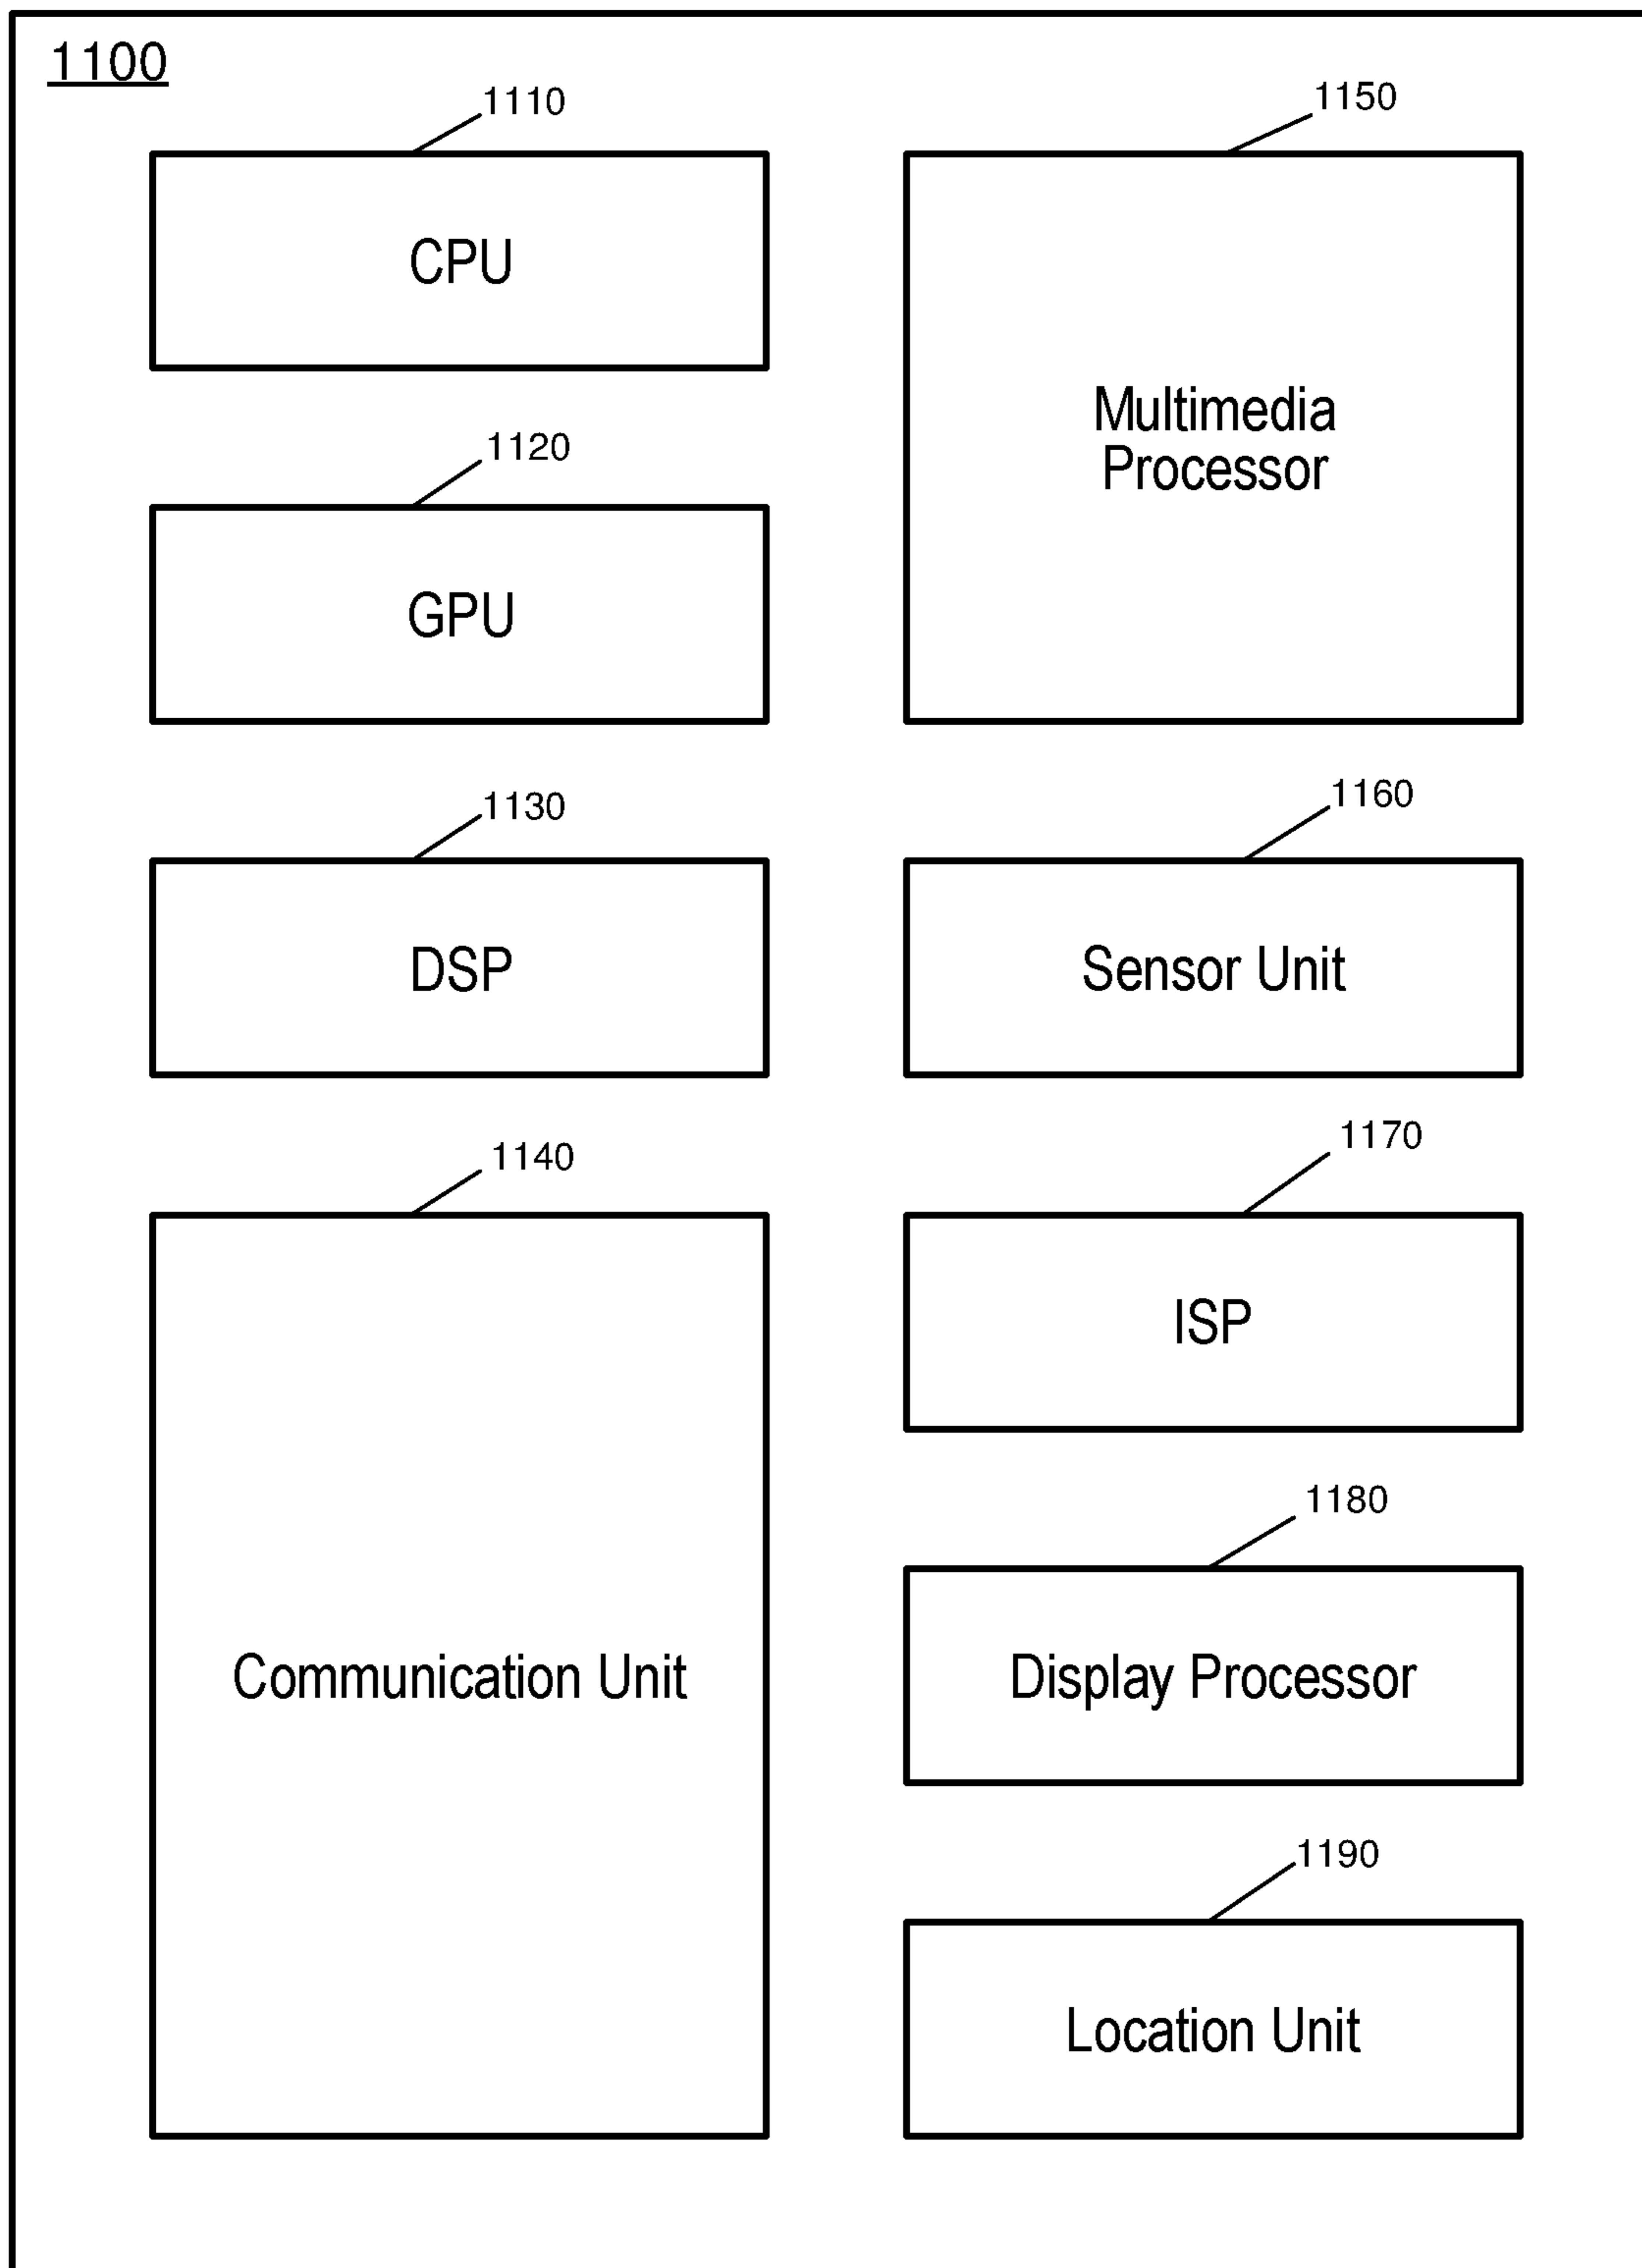 1100
1110
CPU
1120
GPU
1130
DSP
1140
Communication Unit
1150
Multimedia
Processor
1160
Sensor Unit
1170
ISP
1180
Display Processor
1190
Location Unit